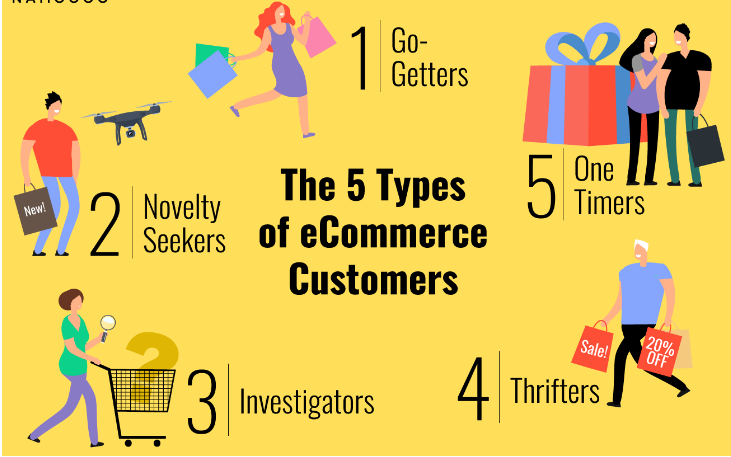 1
Go-
Getters
2
Novelty
Seekers
New!
The 5 Types
of eCommerce
Customers
5
One
Timers
3
Investigators
4
Thrifters
Sale!
20%
OFF
?